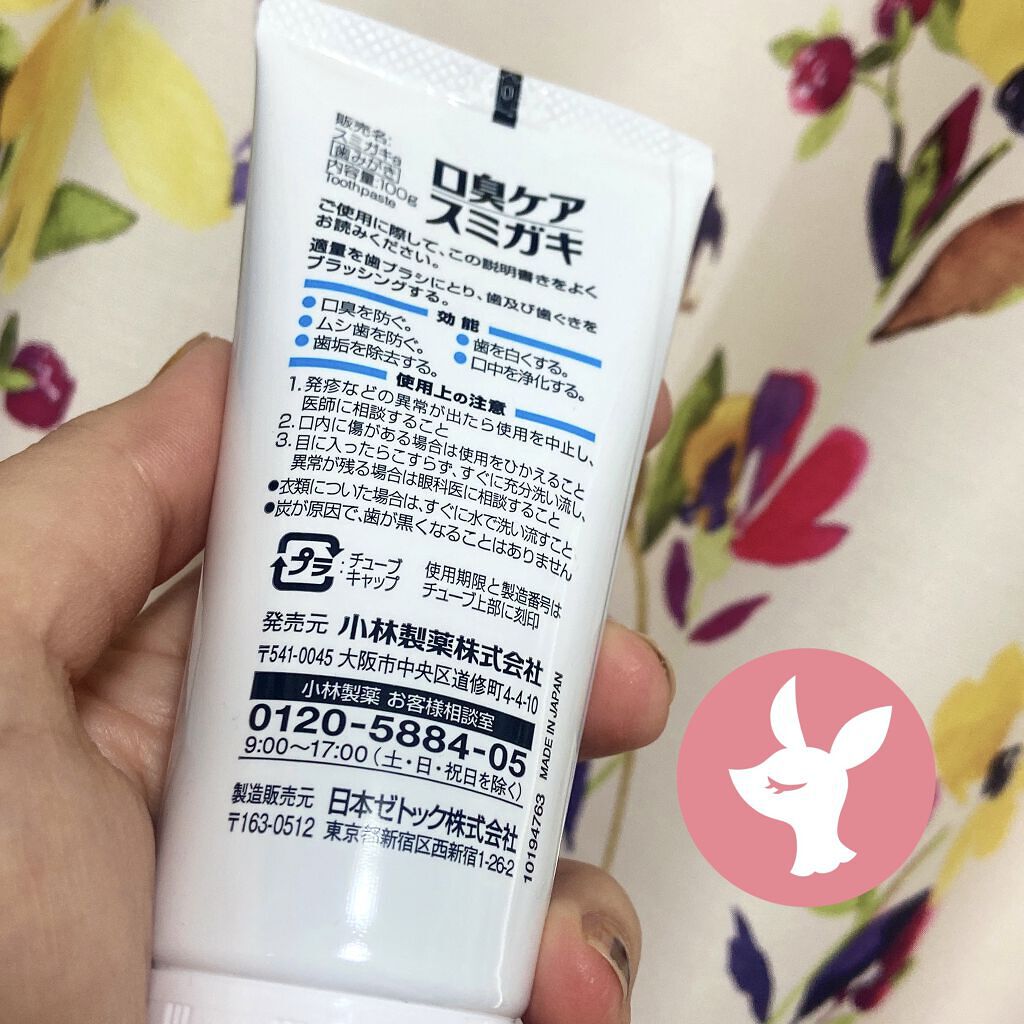 販売名:
スミガキa
[歯みがき]
内容量:100g
Toothpaste
口臭ケア
スミガキ
ご使用に際して、この説明書きをよく
お読みください。
適量を歯ブラシにとり、歯及び歯ぐきを
ブラッシングする。
効能
●口臭を防ぐ。
●ムシ歯を防ぐ。
●歯垢を除去する。
●歯を白くする。
●口中を浄化する。
使用上の注意
1. 発疹などの異常が出たら使用を中止し、
医師に相談すること
2. 口内に傷がある場合は使用をひかえること
3. 目に入ったらこすらず、すぐに充分洗い流し、
異常が残る場合は眼科医に相談すること
●衣類についた場合は、すぐに水で洗い流すこと
●炭が原因で、歯が黒くなることはありません
プラ
:チューブ
キャップ
使用期限と製造番号は
チューブ上部に刻印
発売元 小林製薬株式会社
〒541-0045 大阪市中央区道修町4-4-10
小林製薬 お客様相談室
0120-5884-05
9:00～17:00(土・日・祝日を除く)
製造販売元 日本ゼトック株式会社
〒163-0512 東京都新宿区西新宿1-26-2
10194763 MADE IN JAPAN